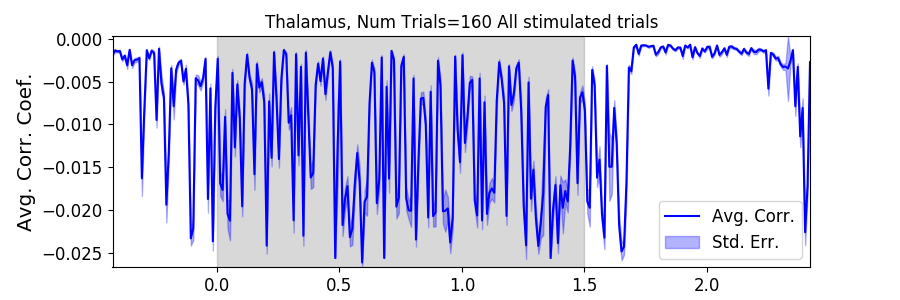 Thalamus, Num Trials=160 All stimulated trials
Avg. Corr. Coef.
0.000
−0.005
−0.010
−0.015
−0.020
−0.025
Avg. Corr.
Std. Err.
0.0 0.5 1.0 1.5 2.0